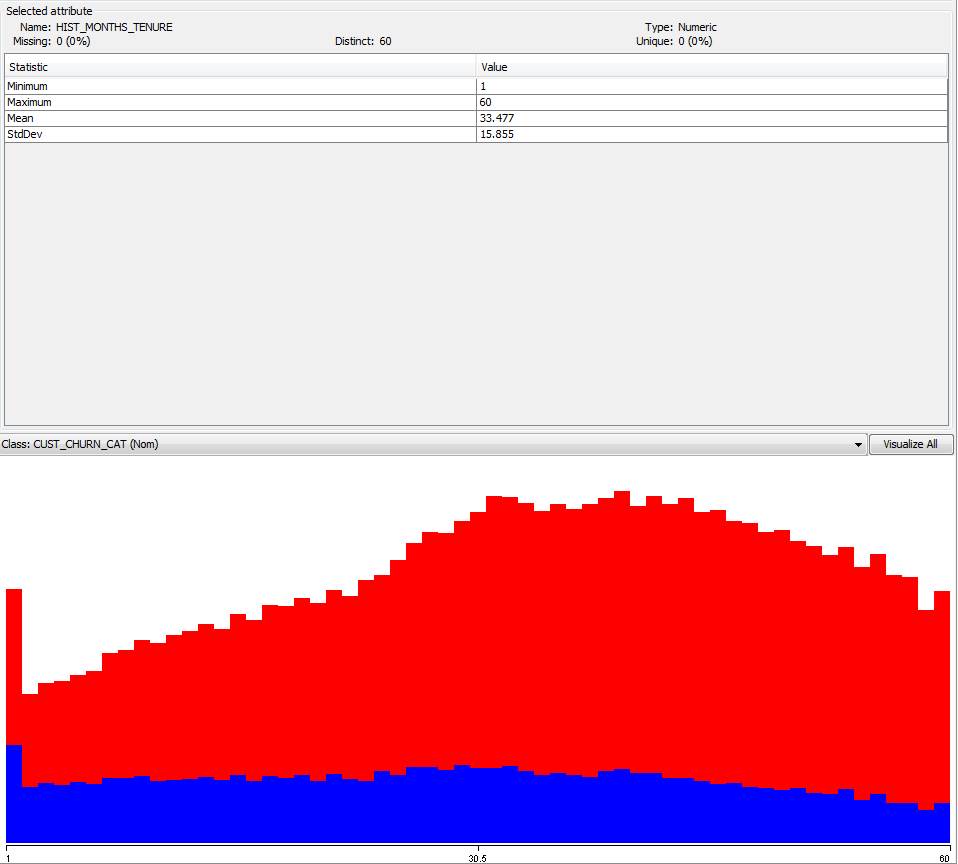 Selected attribute
Name: HIST_MONTHS_TENURE Type: Numeric
Missing: 0 (0%) Distinct: 60 Unique: 0 (0%)
Statistic Value
Minimum 1
Maximum 60
Mean 33.477
StdDev 15.855
Class: CUST_CHURN_CAT (Nom) Visualize All
1 30.5 60